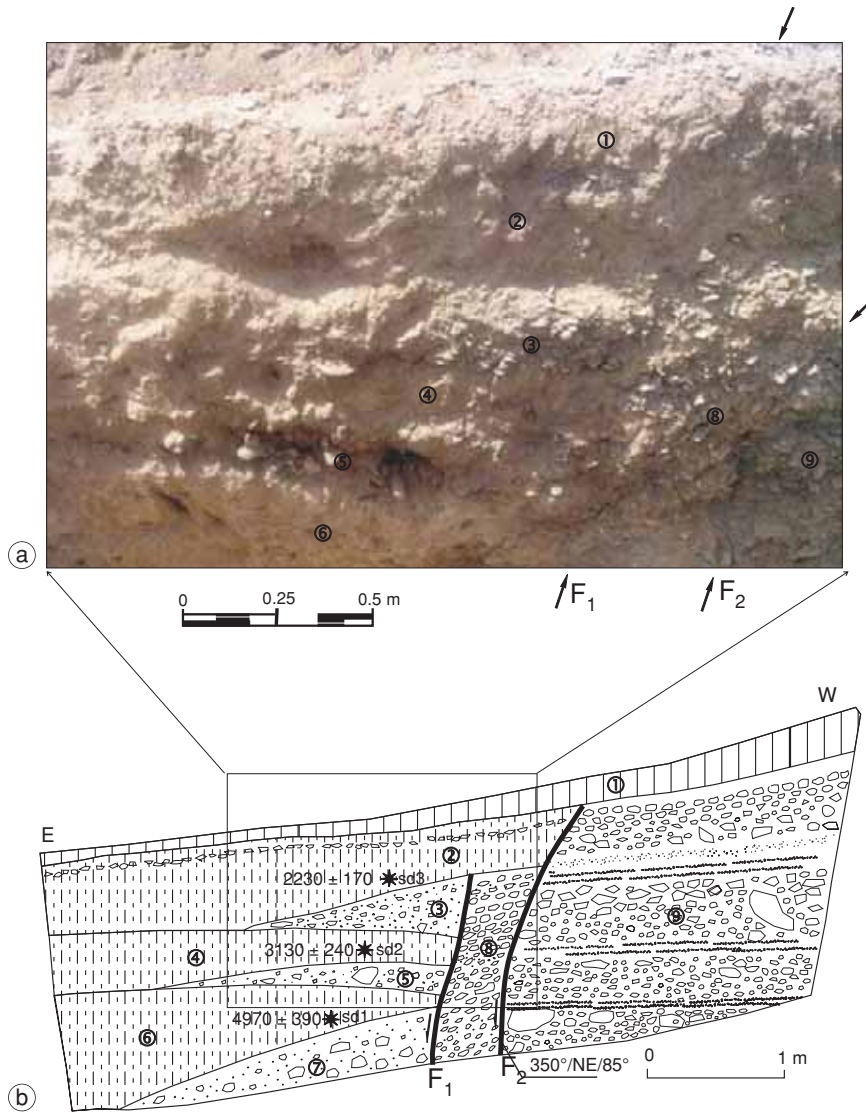 ①
②
③
④
⑧
⑤
⑨
⑥
a
0 0.25 0.5 m
F1 F2
W
①
E
②
2230 ± 170 sd3
③
⑨
⑧
④ 3130 ± 240 sd2
⑤
4970 ± 390 sd1
⑥
⑦
350°/NE/85°
0 1 m
F1 F2
b